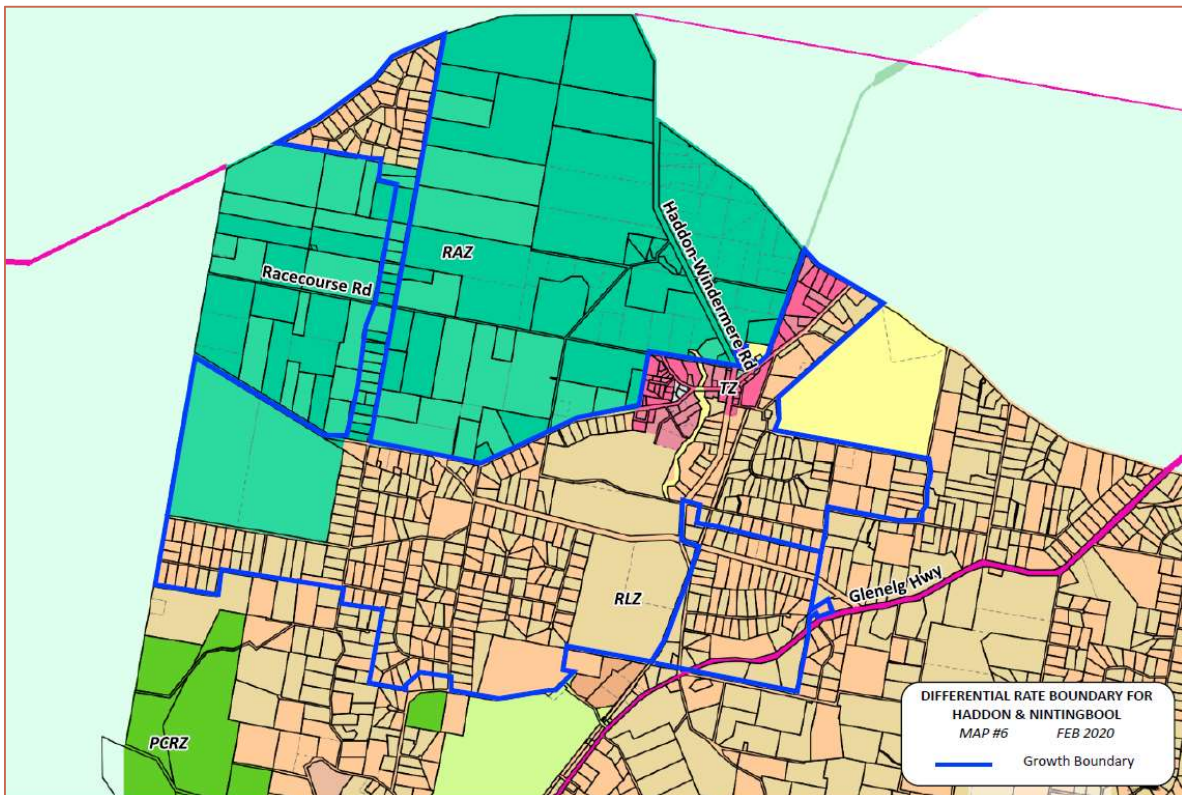 RAZ
Racecourse Rd
Haddon-Windermere Rd
TZ
Glenelg Hwy
RLZ
PCRZ
DIFFERENTIAL RATE BOUNDARY FOR
HADDON & NINTINGBOOL
MAP #6 FEB 2020
Growth Boundary